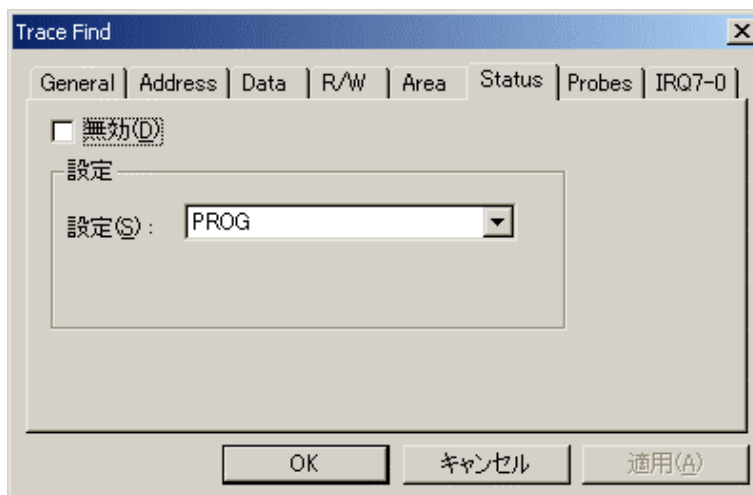 Trace Find
General Address Data R/W Area Status Probes IRQ7-0
無効(D)
設定
設定(S): PROG
OK キャンセル 適用(A)